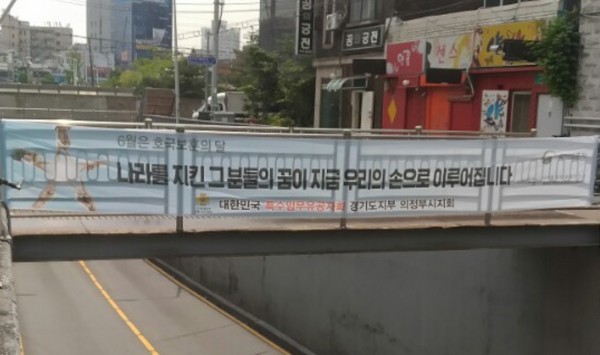 6월은 호국보훈의 달
나라를 지킨 그 분들의 꿈이 지금 우리의 손으로 이루어집니다
대한민국 특수임무유공자회 경기도지부 의정부시지회